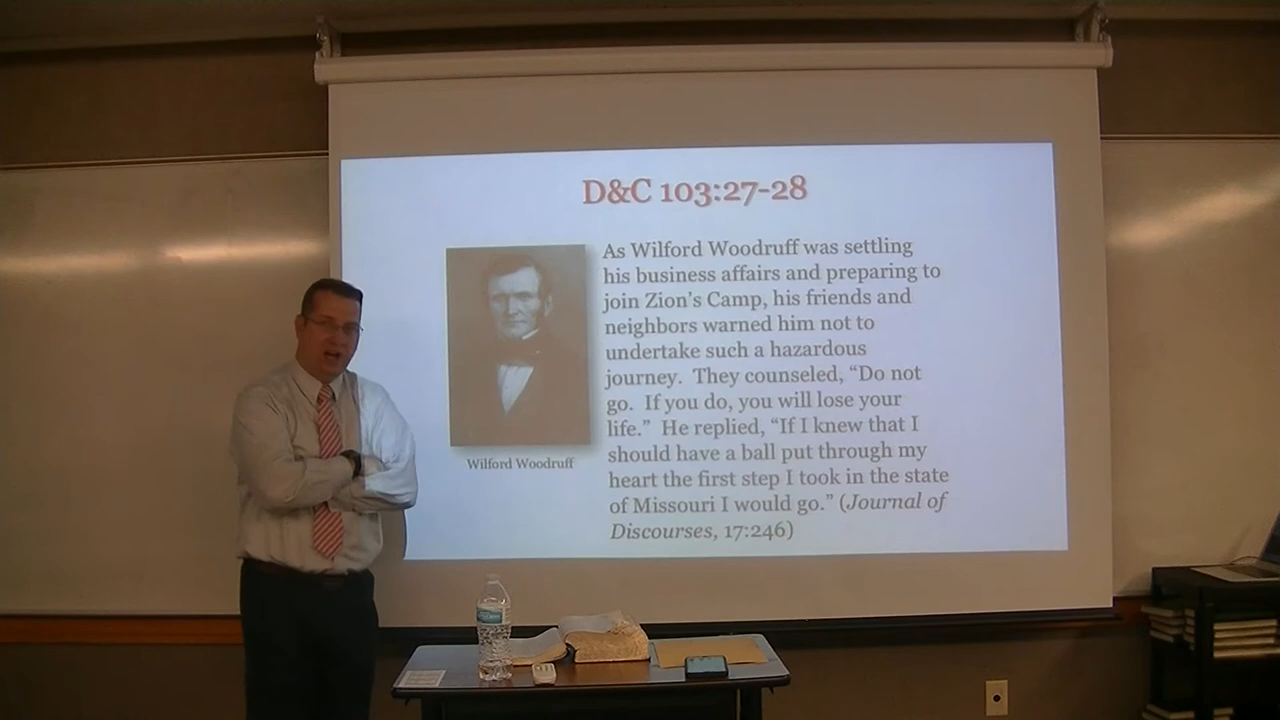 D&C 103:27-28
As Wilford Woodruff was settling
his business affairs and preparing to
join Zion's Camp, his friends and
neighbors warned him not to
undertake such a hazardous
journey.  They counseled, “Do not
go.  If you do, you will lose your
life.”  He replied, “If I knew that I
should have a ball put through my
heart the first step I took in the state
of Missouri I would go.” (Journal of
Discourses, 17:246)
Wilford Woodruff